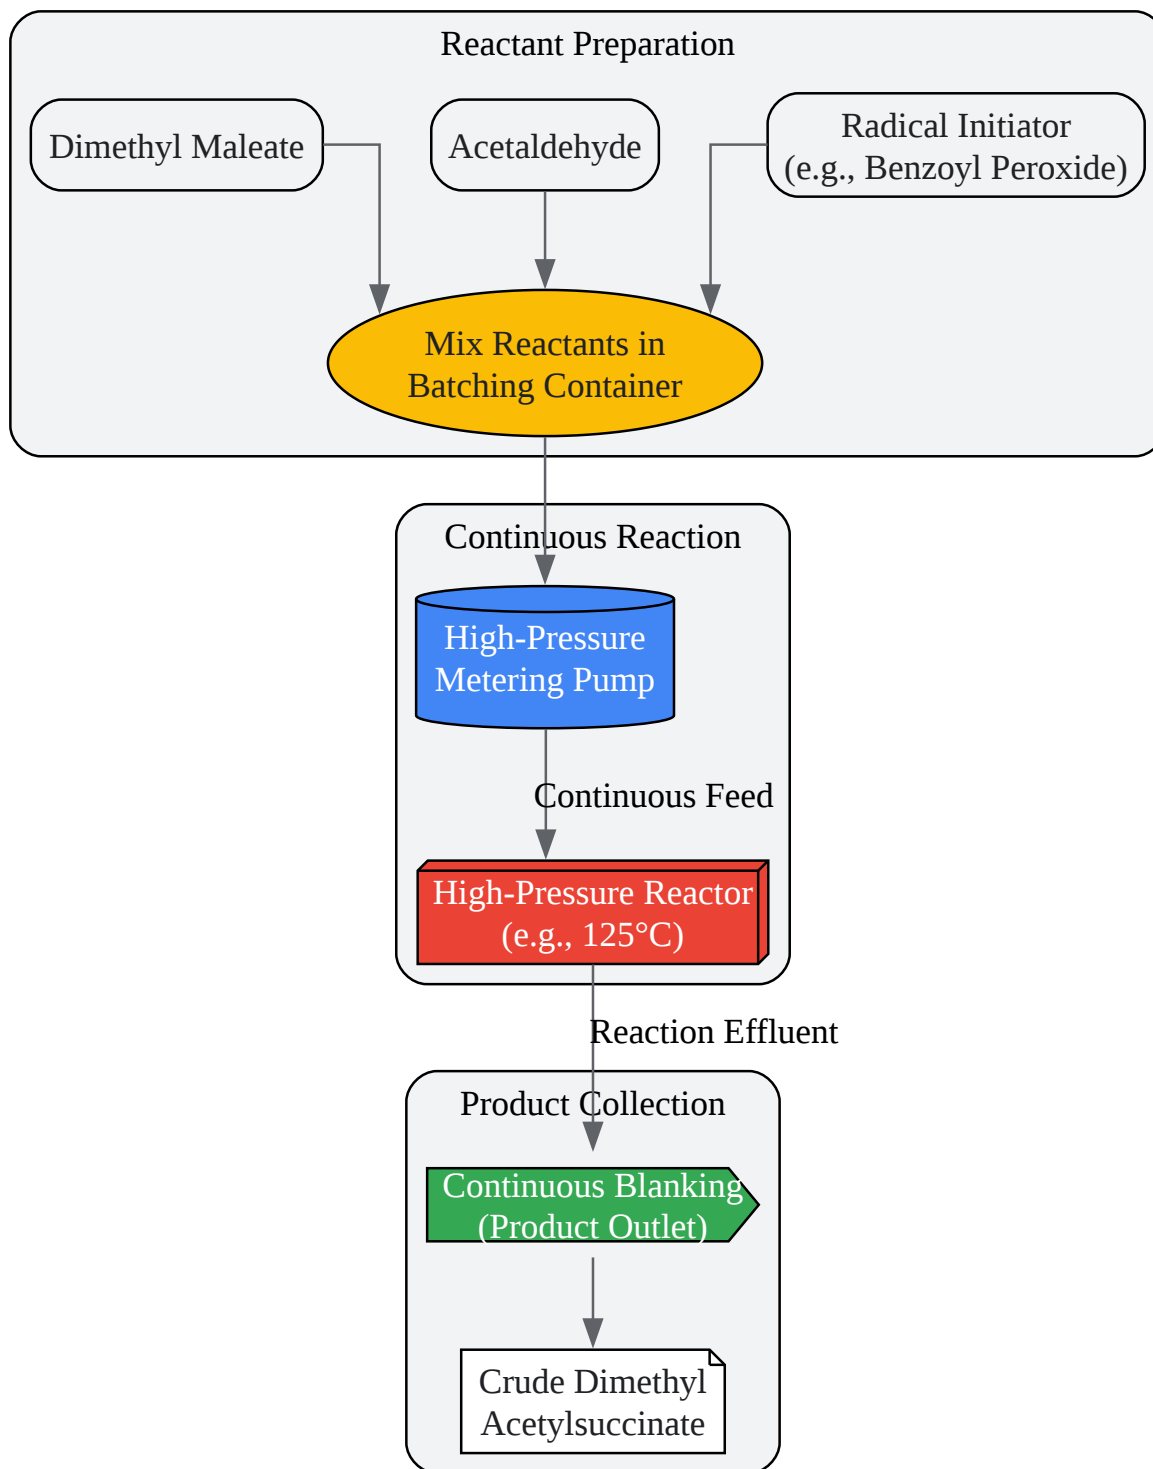 Reactant Preparation
Dimethyl Maleate
Acetaldehyde
Radical Initiator
(e.g., Benzoyl Peroxide)
Mix Reactants in
Batching Container
Continuous Reaction
High-Pressure
Metering Pump
Continuous Feed
High-Pressure Reactor
(e.g., 125°C)
Reaction Effluent
Product Collection
Continuous Blanking
(Product Outlet)
Crude Dimethyl
Acetylsuccinate